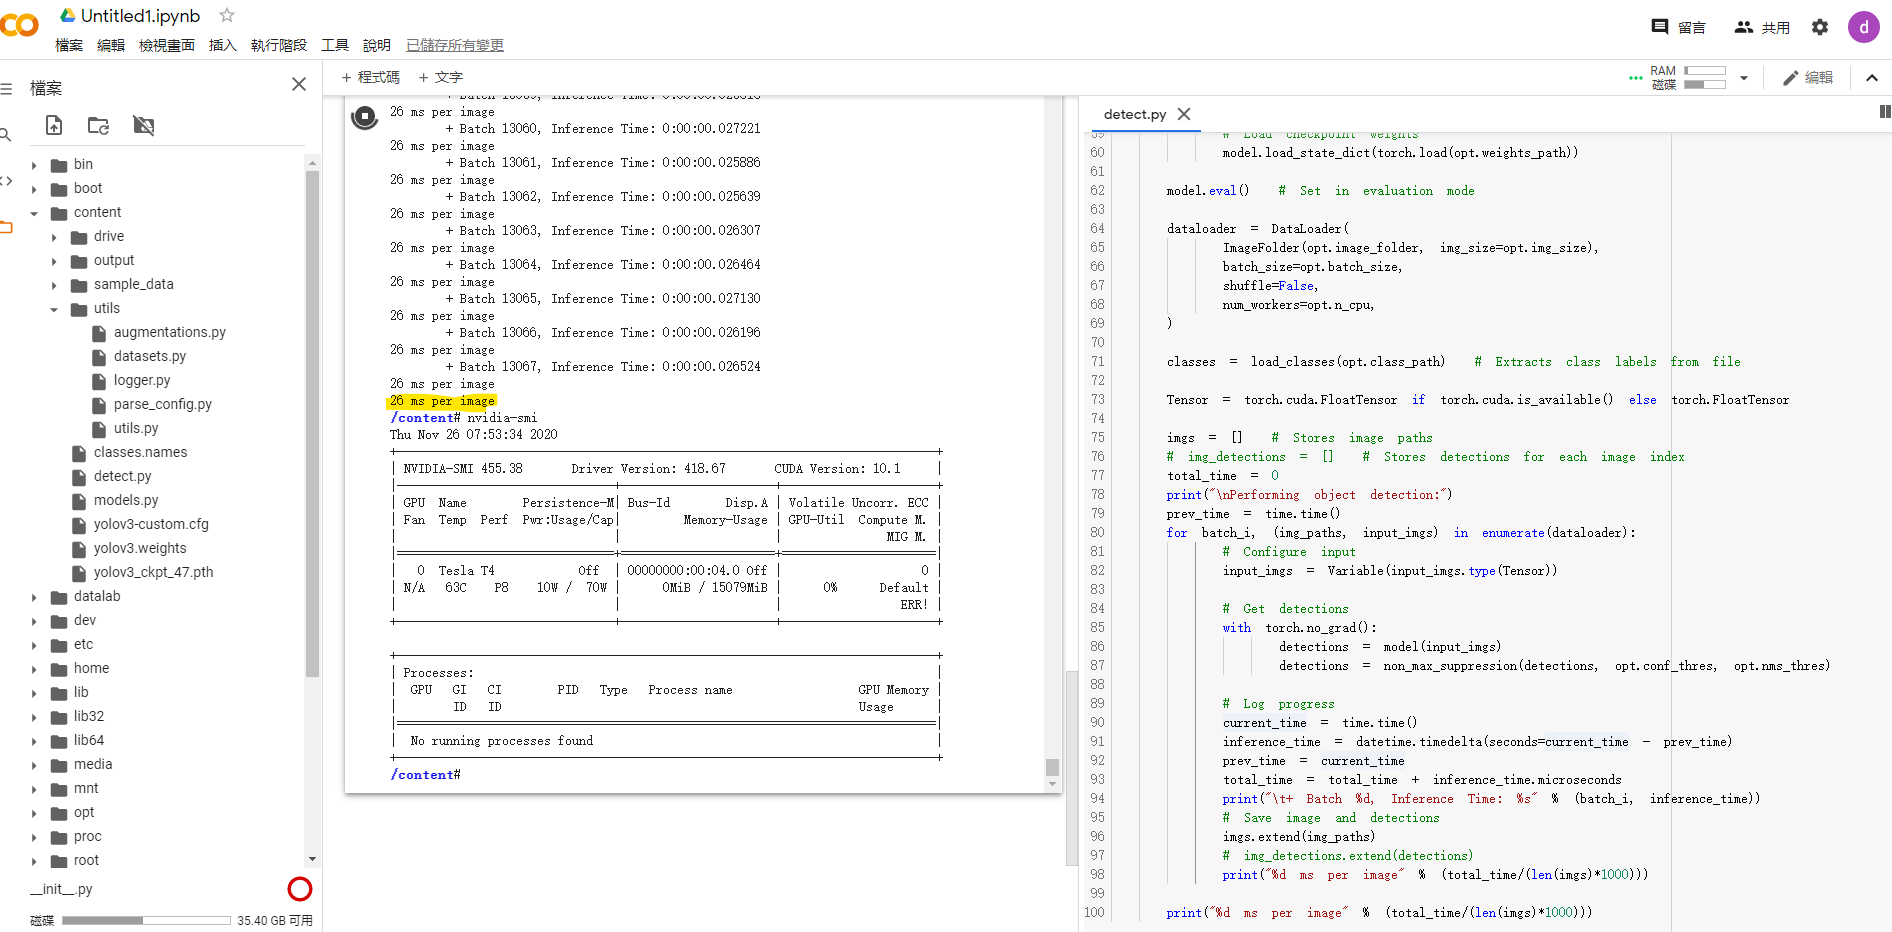 Untitled1.ipynb
檔案 編輯 檢視畫面 插入 執行階段 工具 說明 已儲存所有變更
留言 共用 d
檔案
+ 程式碼 + 文字
RAM
磁碟
編輯
bin
boot
content
drive
output
sample_data
utils
augmentations.py
datasets.py
logger.py
parse_config.py
utils.py
classes.names
detect.py
models.py
yolov3-custom.cfg
yolov3.weights
yolov3_ckpt_47.pth
datalab
dev
etc
home
lib
lib32
lib64
media
mnt
opt
proc
root
__init__.py
磁碟 35.40 GB 可用
26 ms per image
+ Batch 13060, Inference Time: 0:00:00.027221
26 ms per image
+ Batch 13061, Inference Time: 0:00:00.025886
26 ms per image
+ Batch 13062, Inference Time: 0:00:00.025639
26 ms per image
+ Batch 13063, Inference Time: 0:00:00.026307
26 ms per image
+ Batch 13064, Inference Time: 0:00:00.026464
26 ms per image
+ Batch 13065, Inference Time: 0:00:00.027130
26 ms per image
+ Batch 13066, Inference Time: 0:00:00.026196
26 ms per image
+ Batch 13067, Inference Time: 0:00:00.026524
26 ms per image
26 ms per image
/content# nvidia-smi
Thu Nov 26 07:53:34 2020
NVIDIA-SMI 455.38 Driver Version: 418.67 CUDA Version: 10.1
GPU Name Persistence-M| Bus-Id Disp.A | Volatile Uncorr. ECC
Fan Temp Perf Pwr:Usage/Cap| Memory-Usage | GPU-Util Compute M.
MIG M.
0 Tesla T4 Off | 00000000:00:04.0 Off | 0
N/A 63C P8 10W / 70W | 0MiB / 15079MiB | 0% Default
ERR!
Processes:
GPU GI CI PID Type Process name GPU Memory
ID ID Usage
No running processes found
/content#
detect.py
59 # Load checkpoint weights
60 model.load_state_dict(torch.load(opt.weights_path))
61
62 model.eval() # Set in evaluation mode
63
64 dataloader = DataLoader(
65 ImageFolder(opt.image_folder, img_size=opt.img_size),
66 batch_size=opt.batch_size,
67 shuffle=False,
68 num_workers=opt.n_cpu,
69 )
70
71 classes = load_classes(opt.class_path) # Extracts class labels from file
72
73 Tensor = torch.cuda.FloatTensor if torch.cuda.is_available() else torch.FloatTensor
74
75 imgs = [] # Stores image paths
76 # img_detections = [] # Stores detections for each image index
77 total_time = 0
78 print("\nPerforming object detection:")
79 prev_time = time.time()
80 for batch_i, (img_paths, input_imgs) in enumerate(dataloader):
81 # Configure input
82 input_imgs = Variable(input_imgs.type(Tensor))
83
84 # Get detections
85 with torch.no_grad():
86 detections = model(input_imgs)
87 detections = non_max_suppression(detections, opt.conf_thres, opt.nms_thres)
88
89 # Log progress
90 current_time = time.time()
91 inference_time = datetime.timedelta(seconds=current_time - prev_time)
92 prev_time = current_time
93 total_time = total_time + inference_time.microseconds
94 print("\t+ Batch %d, Inference Time: %s" % (batch_i, inference_time))
95 # Save image and detections
96 imgs.extend(img_paths)
97 # img_detections.extend(detections)
98 print("%d ms per image" % (total_time/(len(imgs)*1000)))
99
100 print("%d ms per image" % (total_time/(len(imgs)*1000)))